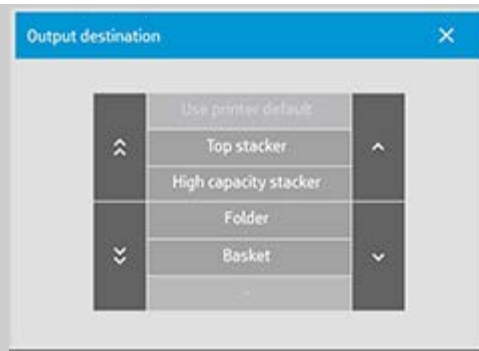 Output destination
Use printer default
Top stacker
High capacity stacker
Folder
Basket
-